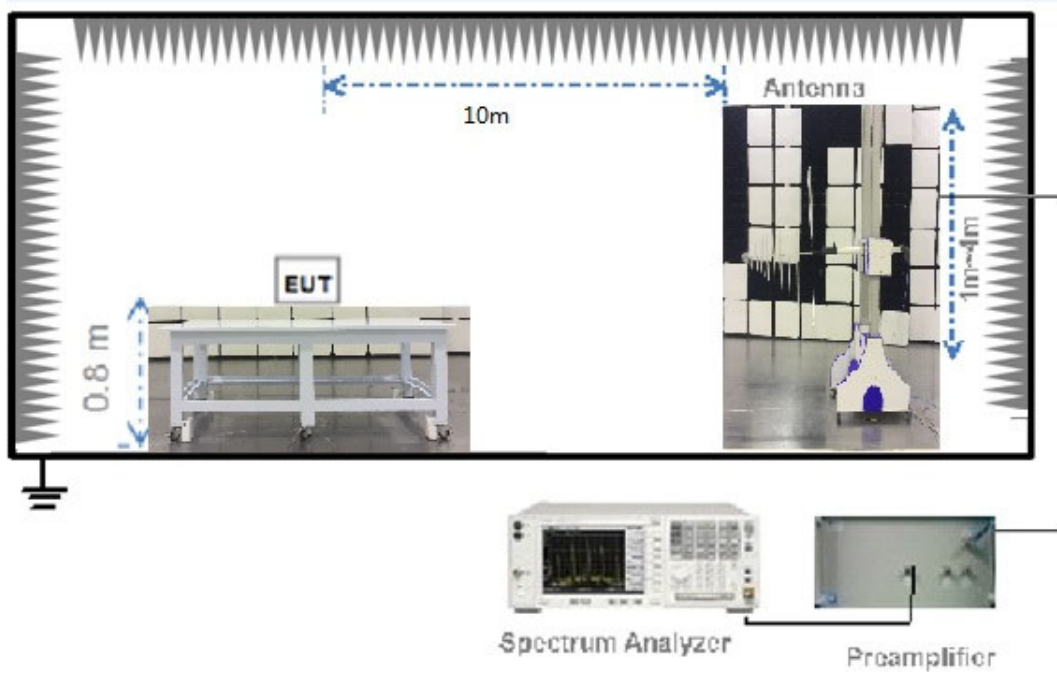 10m
Antenna
1m~4m
EUT
0.8 m
Spectrum Analyzer
Preamplifier